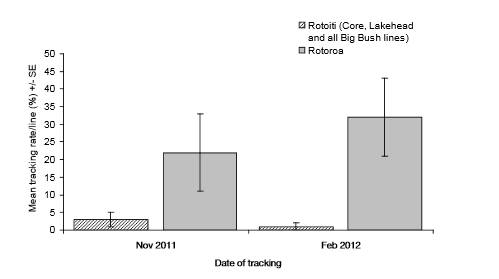 Rotoiti (Core, Lakehead
and all Big Bush lines)
Rotoroa
Mean tracking rate/line (%) +/- SE
50
45
40
35
30
25
20
15
10
5
0
Nov 2011
Feb 2012
Date of tracking